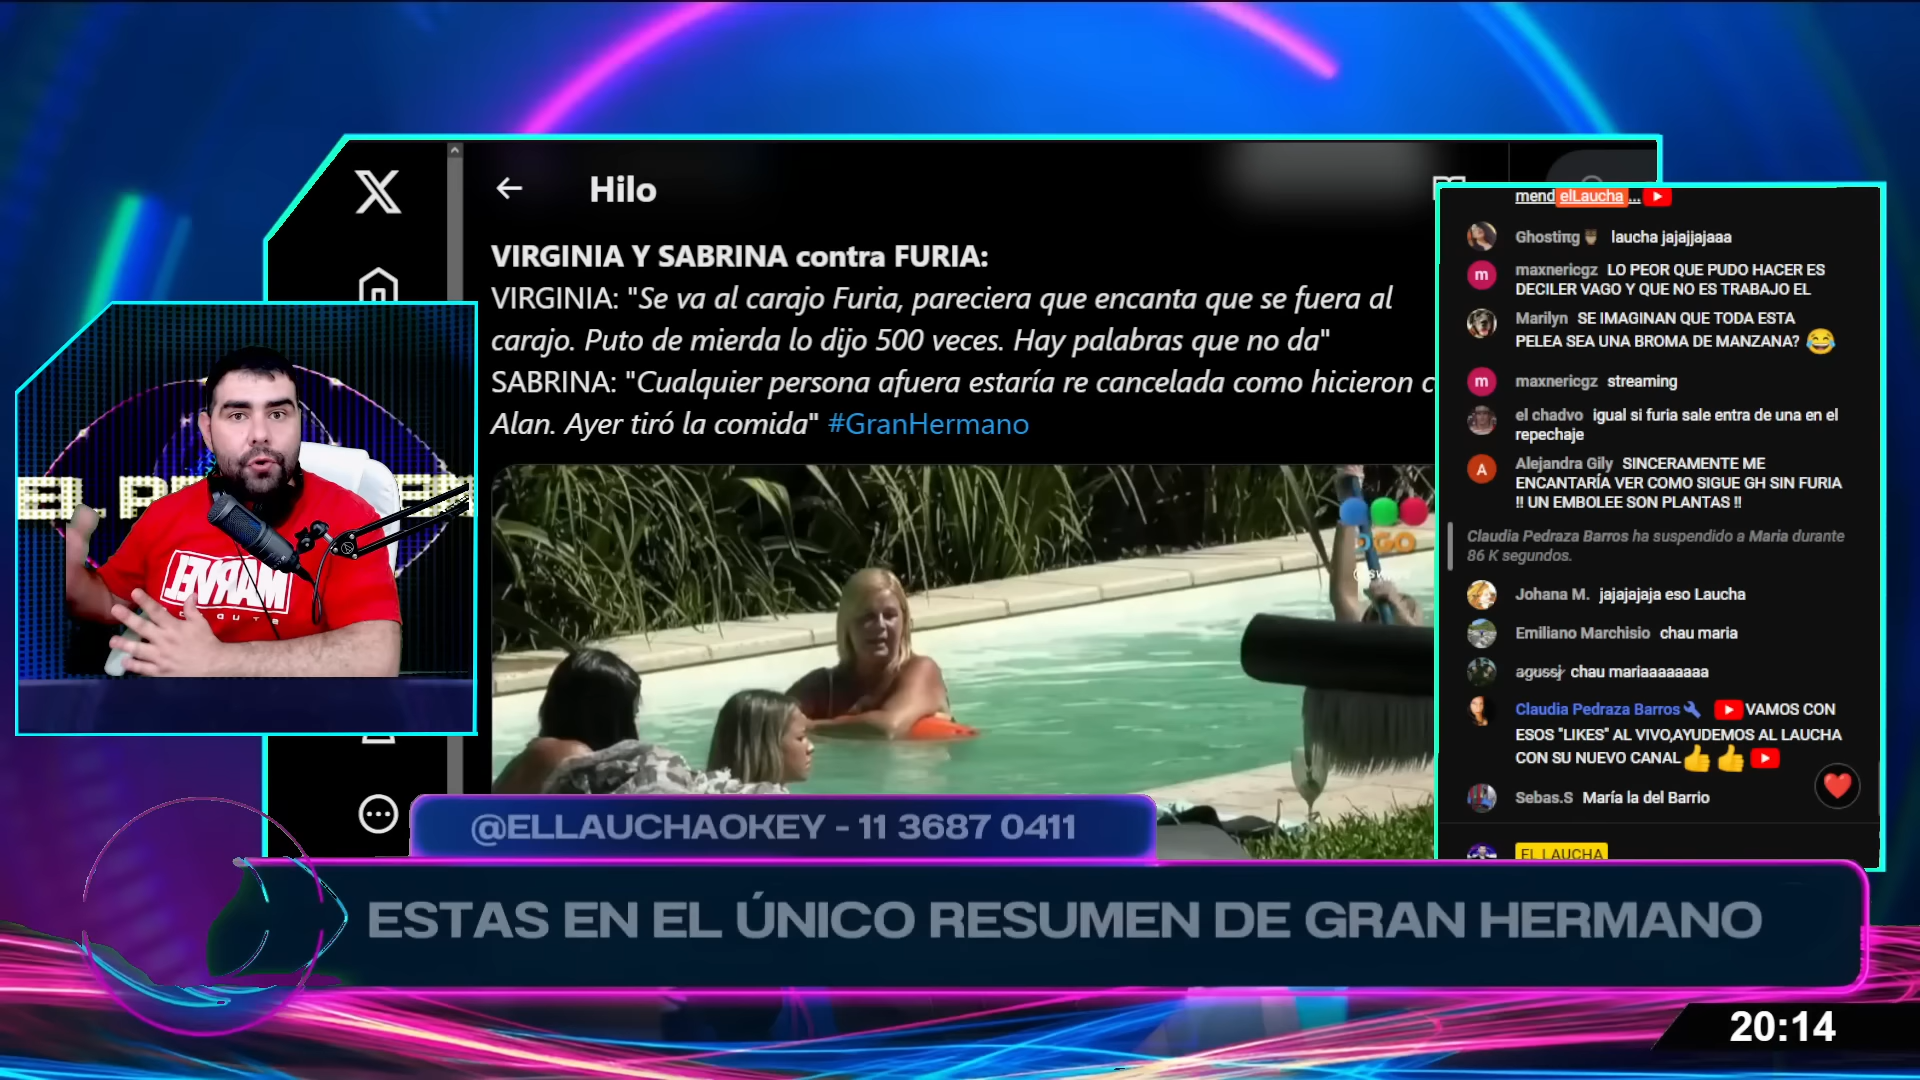 Hilo
VIRGINIA Y SABRINA contra FURIA:
VIRGINIA: "Se va al carajo Furia, pareciera que encanta que se fuera al
carajo. Puto de mierda lo dijo 500 veces. Hay palabras que no da"
SABRINA: "Cualquier persona afuera estaría re cancelada como hicieron c
Alan. Ayer tiró la comida" #GranHermano
DGO
MARVEL
mend elLaucha ...
Ghostiпg laucha jajajjajaaa
maxnericgz LO PEOR QUE PUDO HACER ES
DECILER VAGO Y QUE NO ES TRABAJO EL
Marilyn SE IMAGINAN QUE TODA ESTA
PELEA SEA UNA BROMA DE MANZANA? 😂
maxnericgz streaming
el chadvo igual si furia sale entra de una en el
repechaje
A
Alejandra Gily SINCERAMENTE ME
ENCANTARÍA VER COMO SIGUE GH SIN FURIA
!! UN EMBOLEE SON PLANTAS !!
Claudia Pedraza Barros ha suspendido a Maria durante
86 K segundos.
Johana M. jajajajaja eso Laucha
Emiliano Marchisio chau maria
agussj chau mariaaaaaaaa
Claudia Pedraza Barros VAMOS CON
ESOS "LIKES" AL VIVO,AYUDEMOS AL LAUCHA
CON SU NUEVO CANAL 👍 👍
Sebas.S María la del Barrio
EL LAUCHA
@ELLAUCHAOKEY - 11 3687 0411
ESTAS EN EL ÚNICO RESUMEN DE GRAN HERMANO
20:14